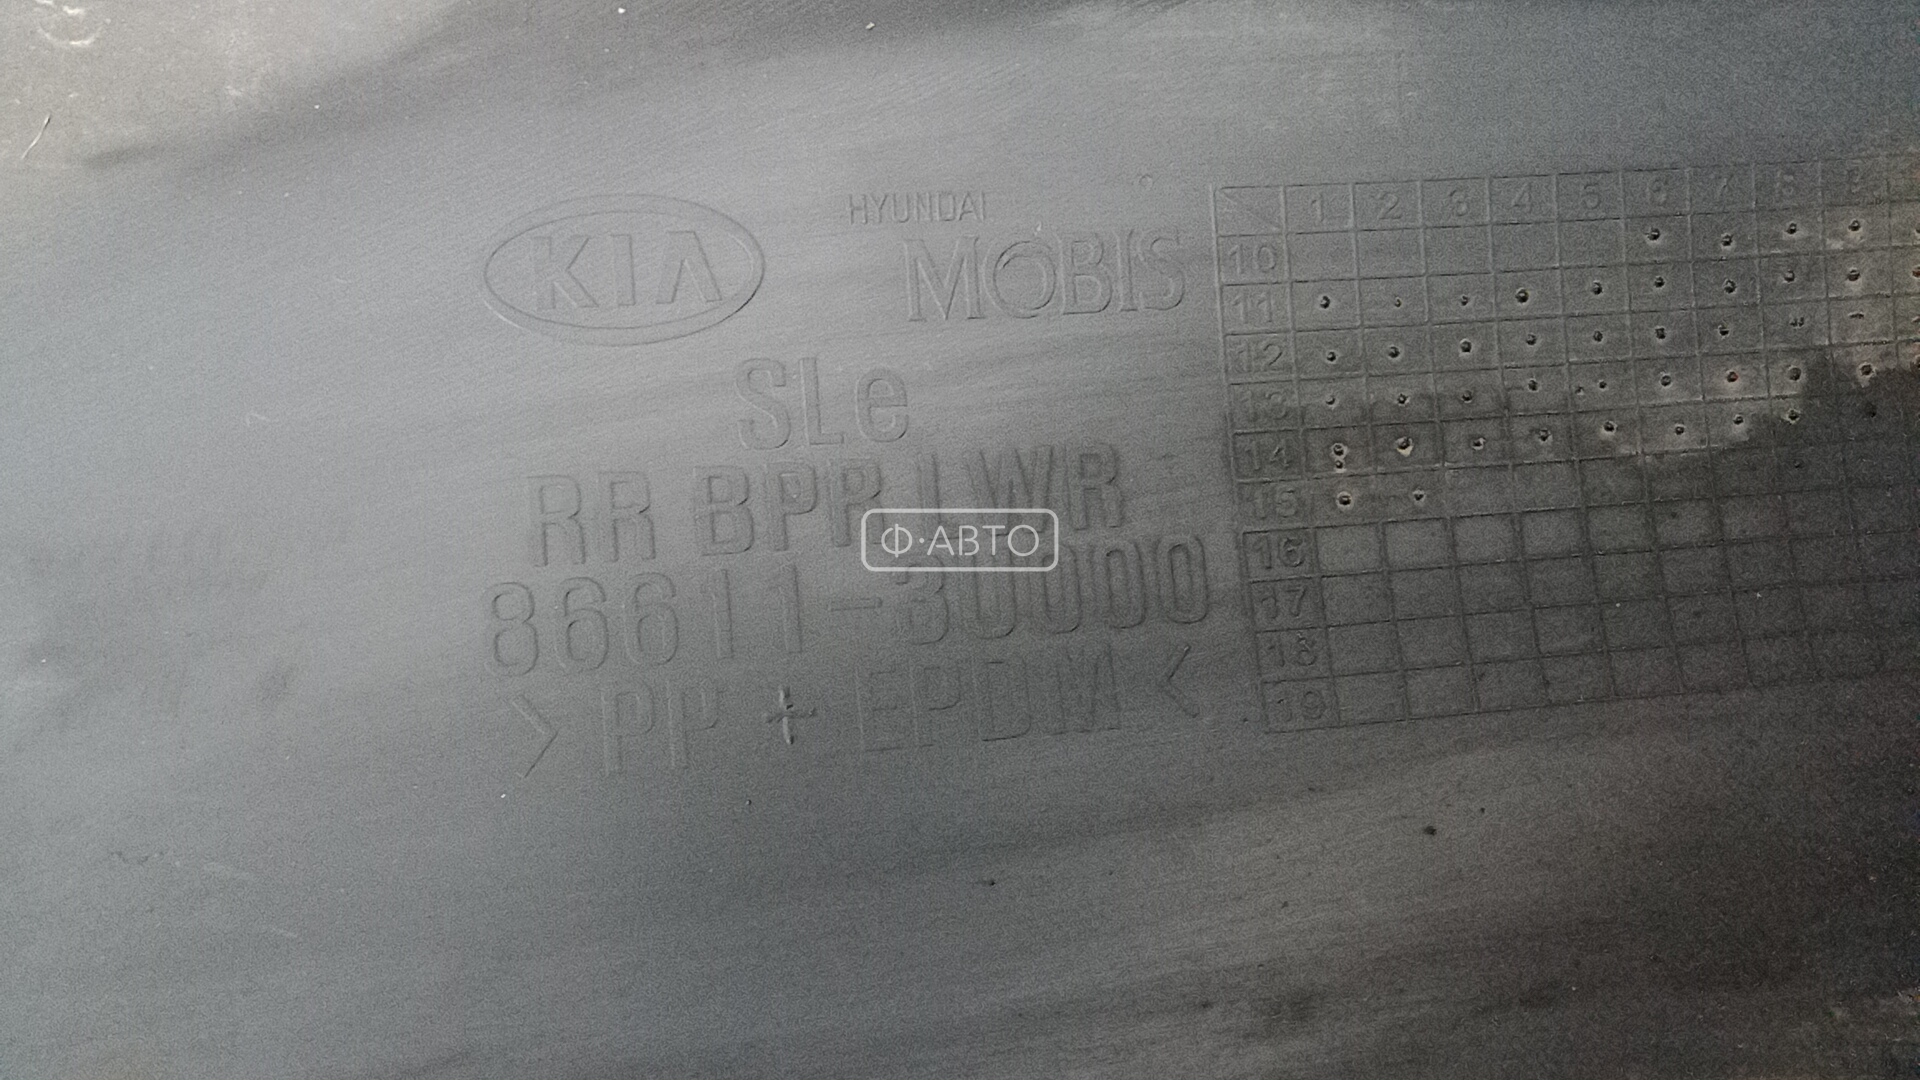 KIA
HYUNDAI
MOBIS
SLe
RR BPR LWR
86611-3U000
>PP + EPDM<
Ф·АВТО
1 2 3 4 5 6 7 8 9
10
11
12
13
14
15
16
17
18
19